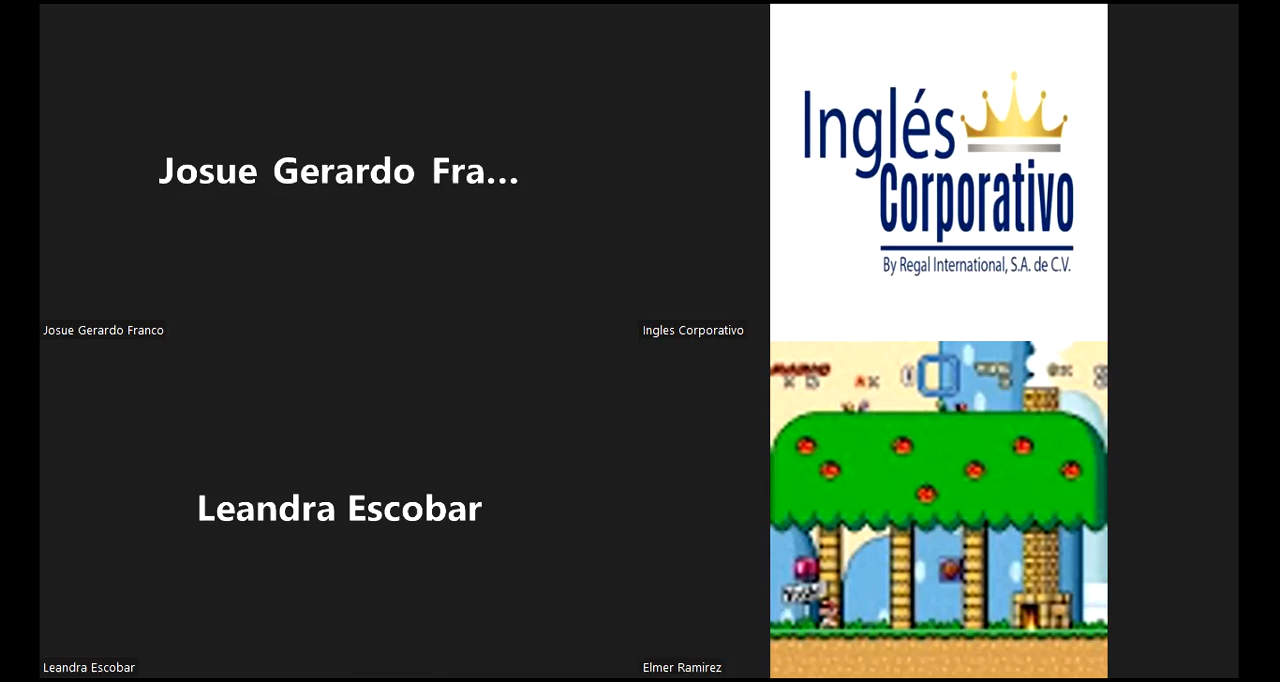 Josue Gerardo Fra...
Josue Gerardo Franco
Inglés
Corporativo
By Regal International, S.A. de C.V.
Ingles Corporativo
Leandra Escobar
Leandra Escobar
MARIO
Elmer Ramirez